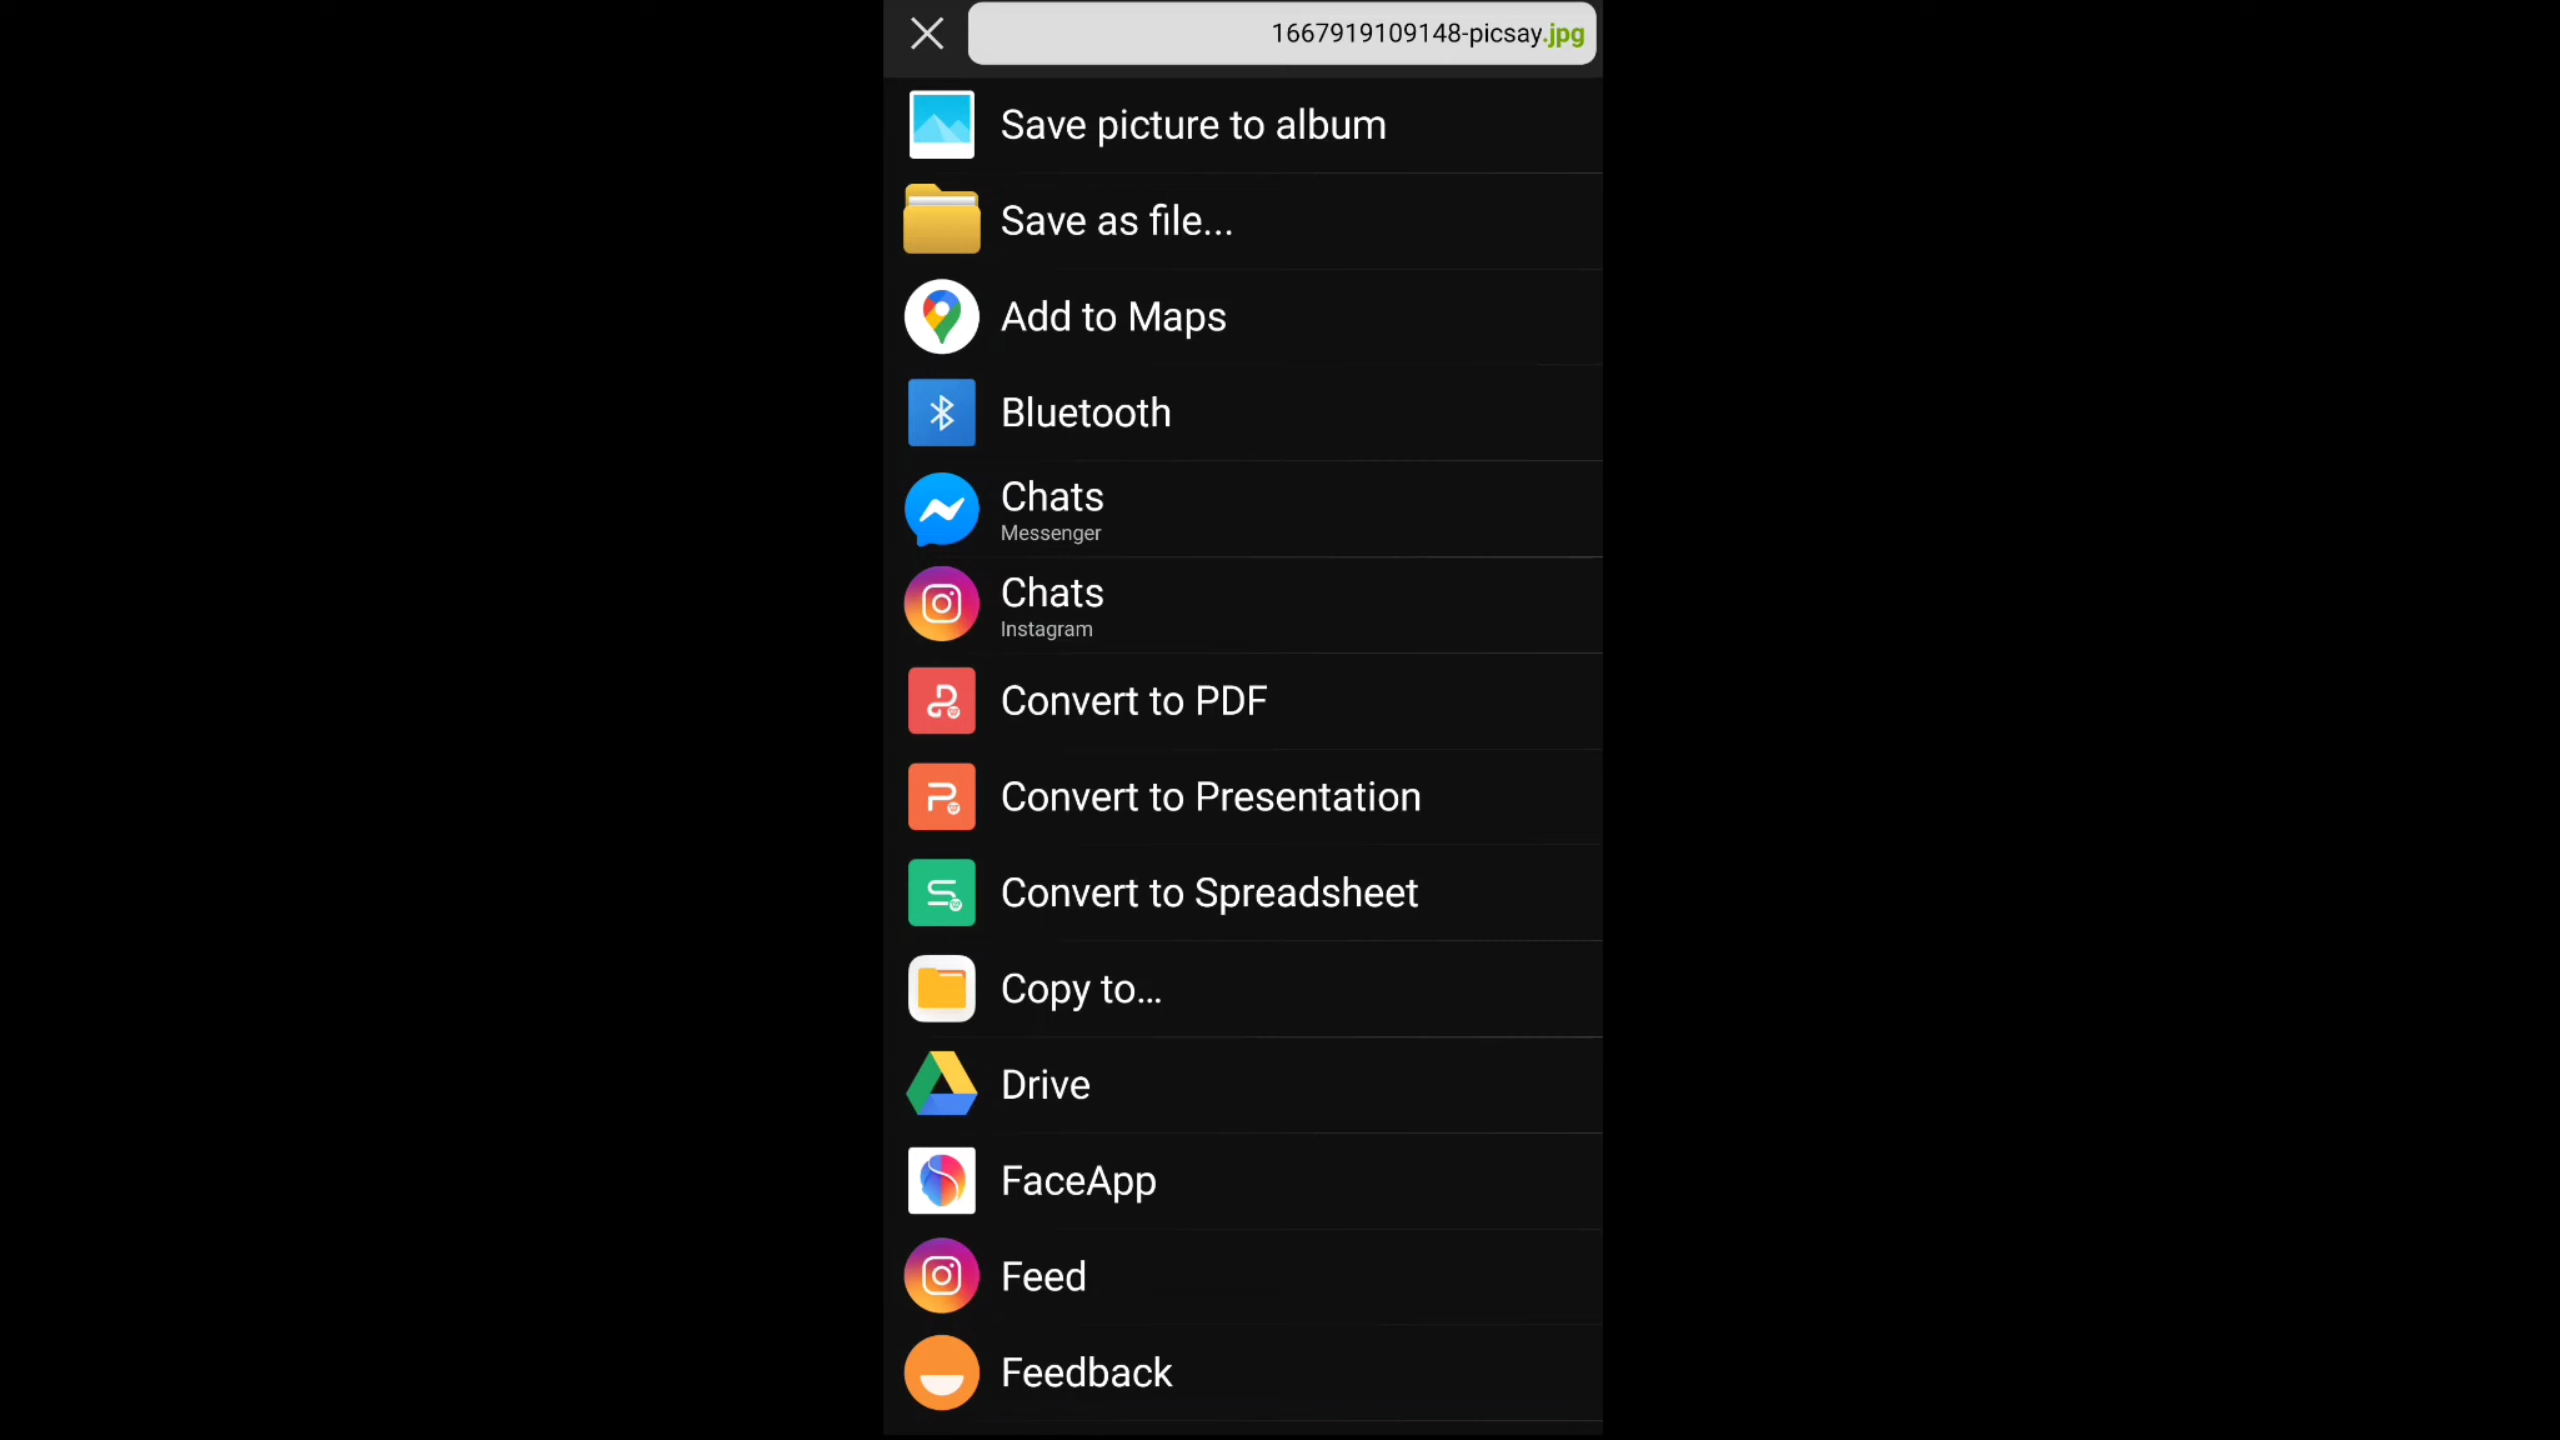 1667919109148-picsay.jpg
Save picture to album
Save as file...
Add to Maps
Bluetooth
Chats
Messenger
Chats
Instagram
Convert to PDF
Convert to Presentation
Convert to Spreadsheet
Copy to...
Drive
FaceApp
Feed
Feedback